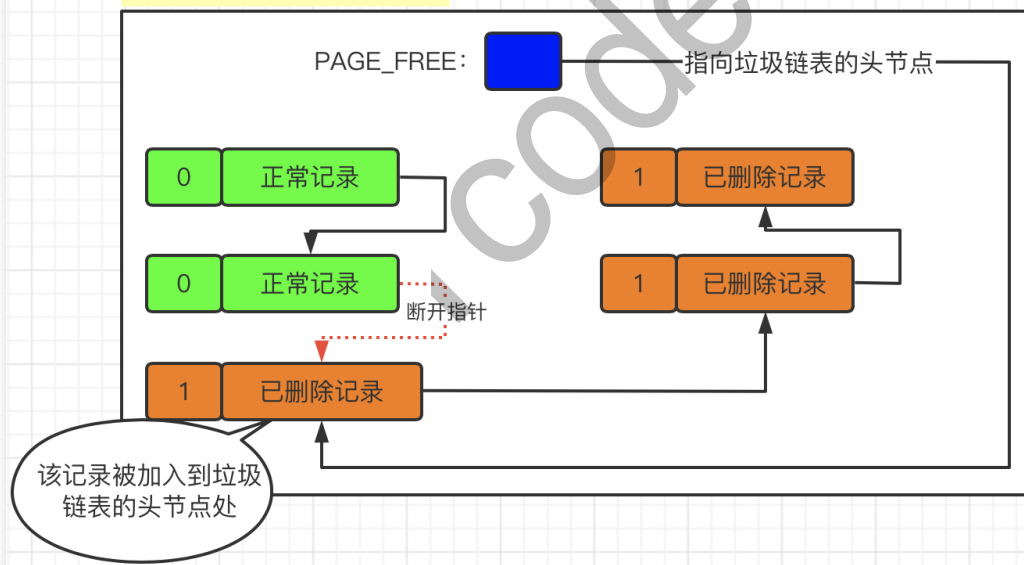 PAGE_FREE：
指向垃圾链表的头节点
0 正常记录
1 已删除记录
0 正常记录
1 已删除记录
断开指针
1 已删除记录
该记录被加入到垃圾
链表的头节点处
code